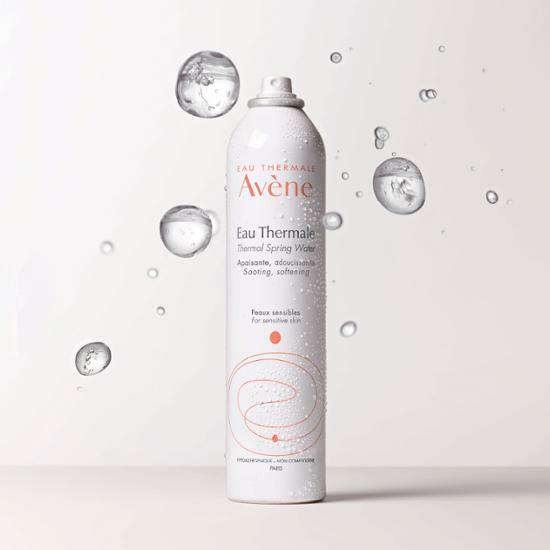 EAU THERMALE
Avène
Eau Thermale
Thermal Spring Water
Apaisante, adoucissante
Sooting, softening
Peaux sensibles
For sensitive skin
PARIS